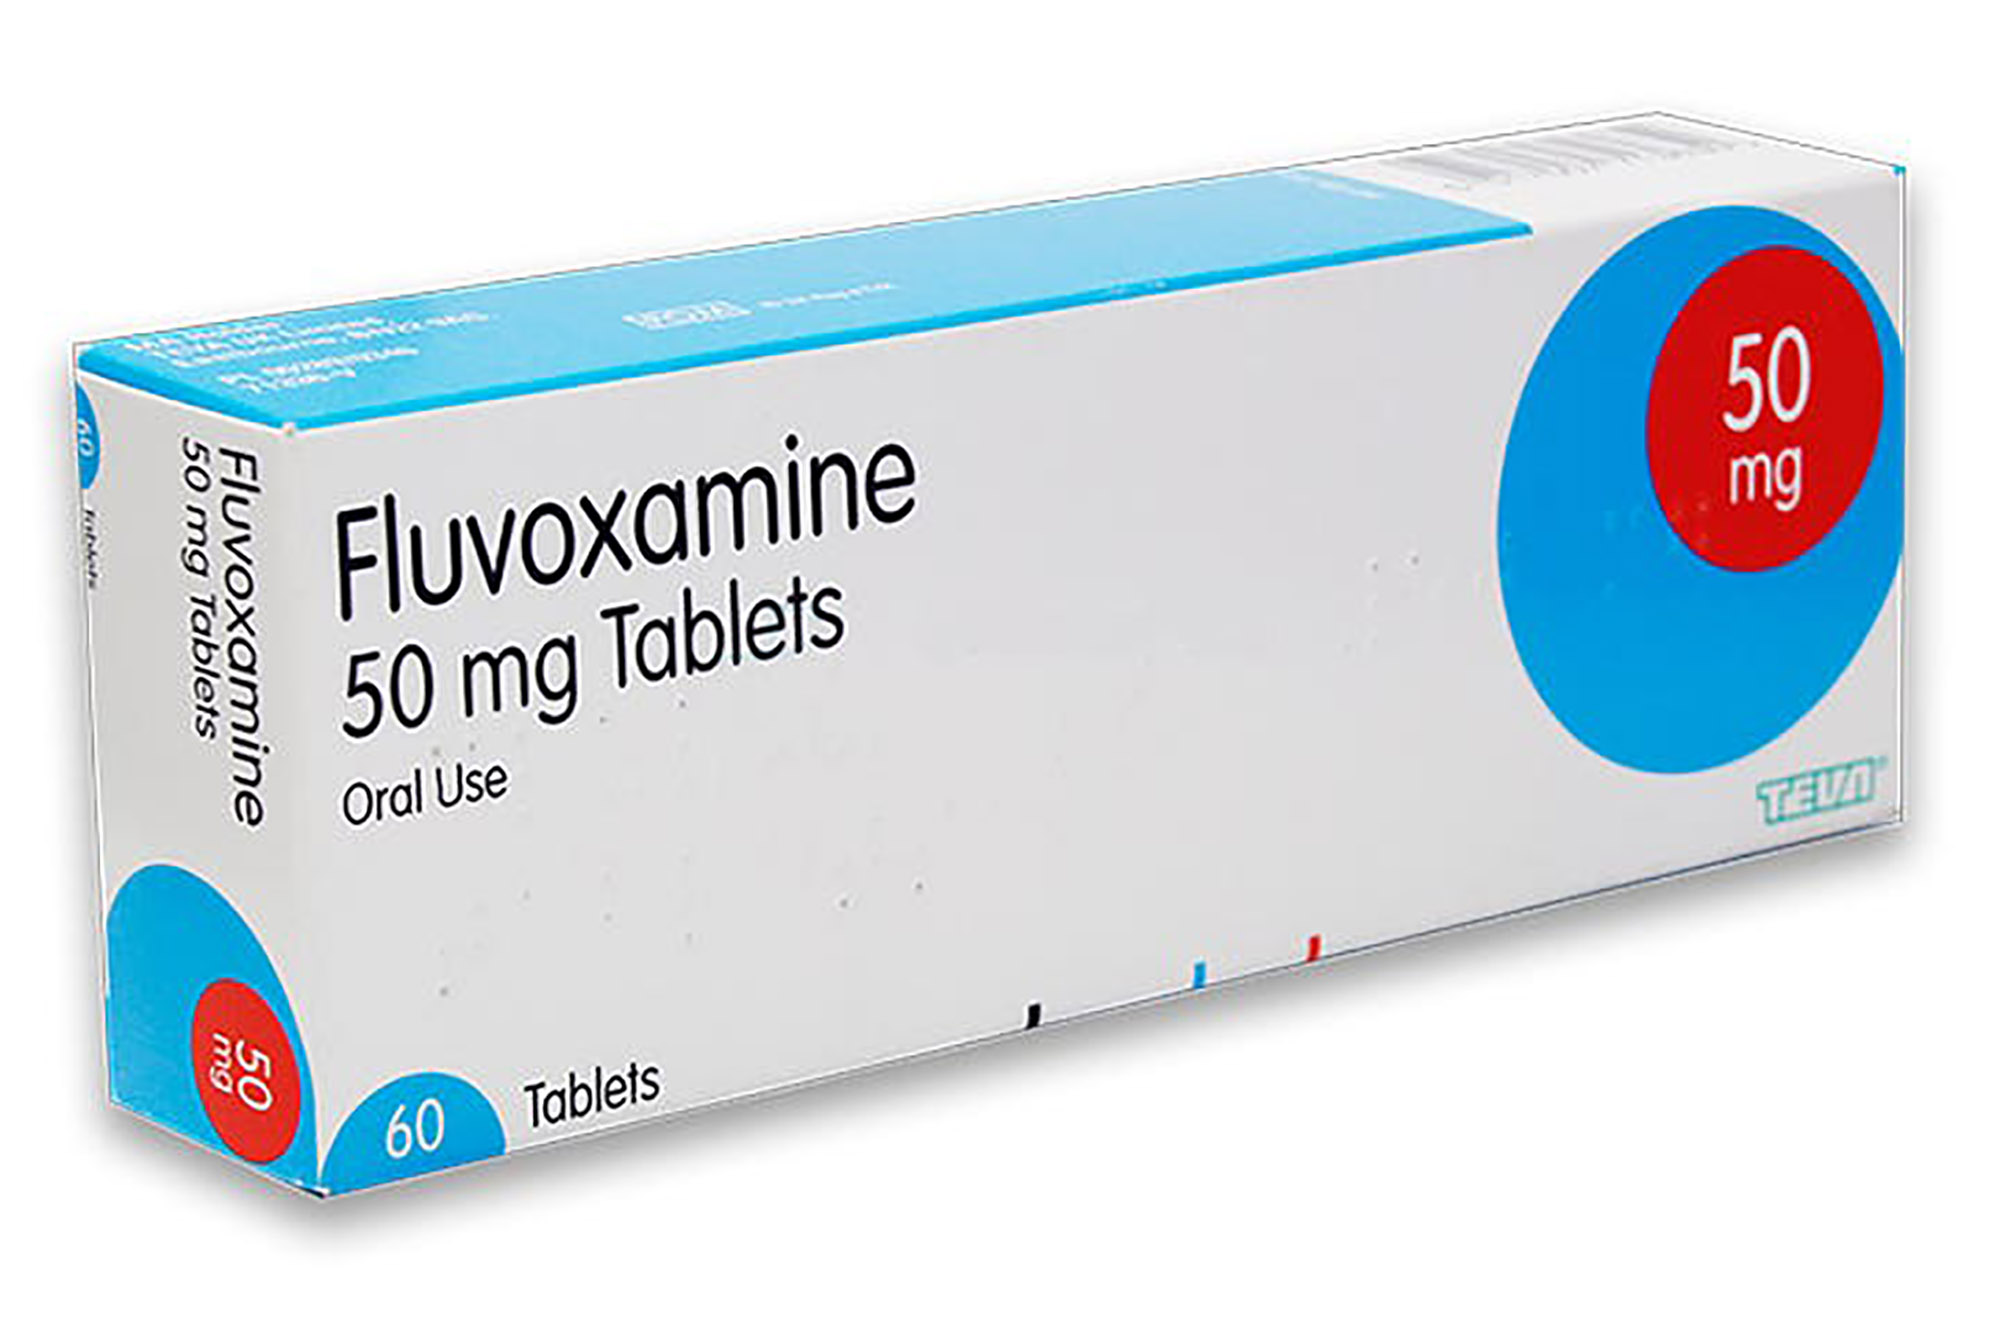 Fluvoxamine
50 mg Tablets
Oral Use
60
Tablets
50
mg
TEVA
Fluvoxamine
50 mg Tablets
50
mg
60
Tablets